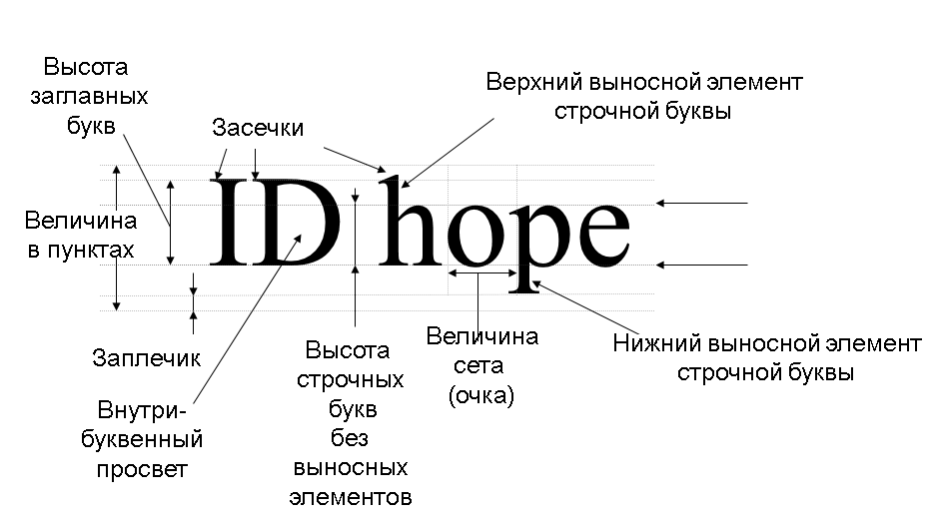 Высота
заглавных
букв
Засечки
Верхний выносной элемент
строчной буквы
ID hope
Величина
в пунктах
Заплечик
Внутри-
буквенный
просвет
Высота
строчных
букв
без
выносных
элементов
Величина
сета
(очка)
Нижний выносной элемент
строчной буквы